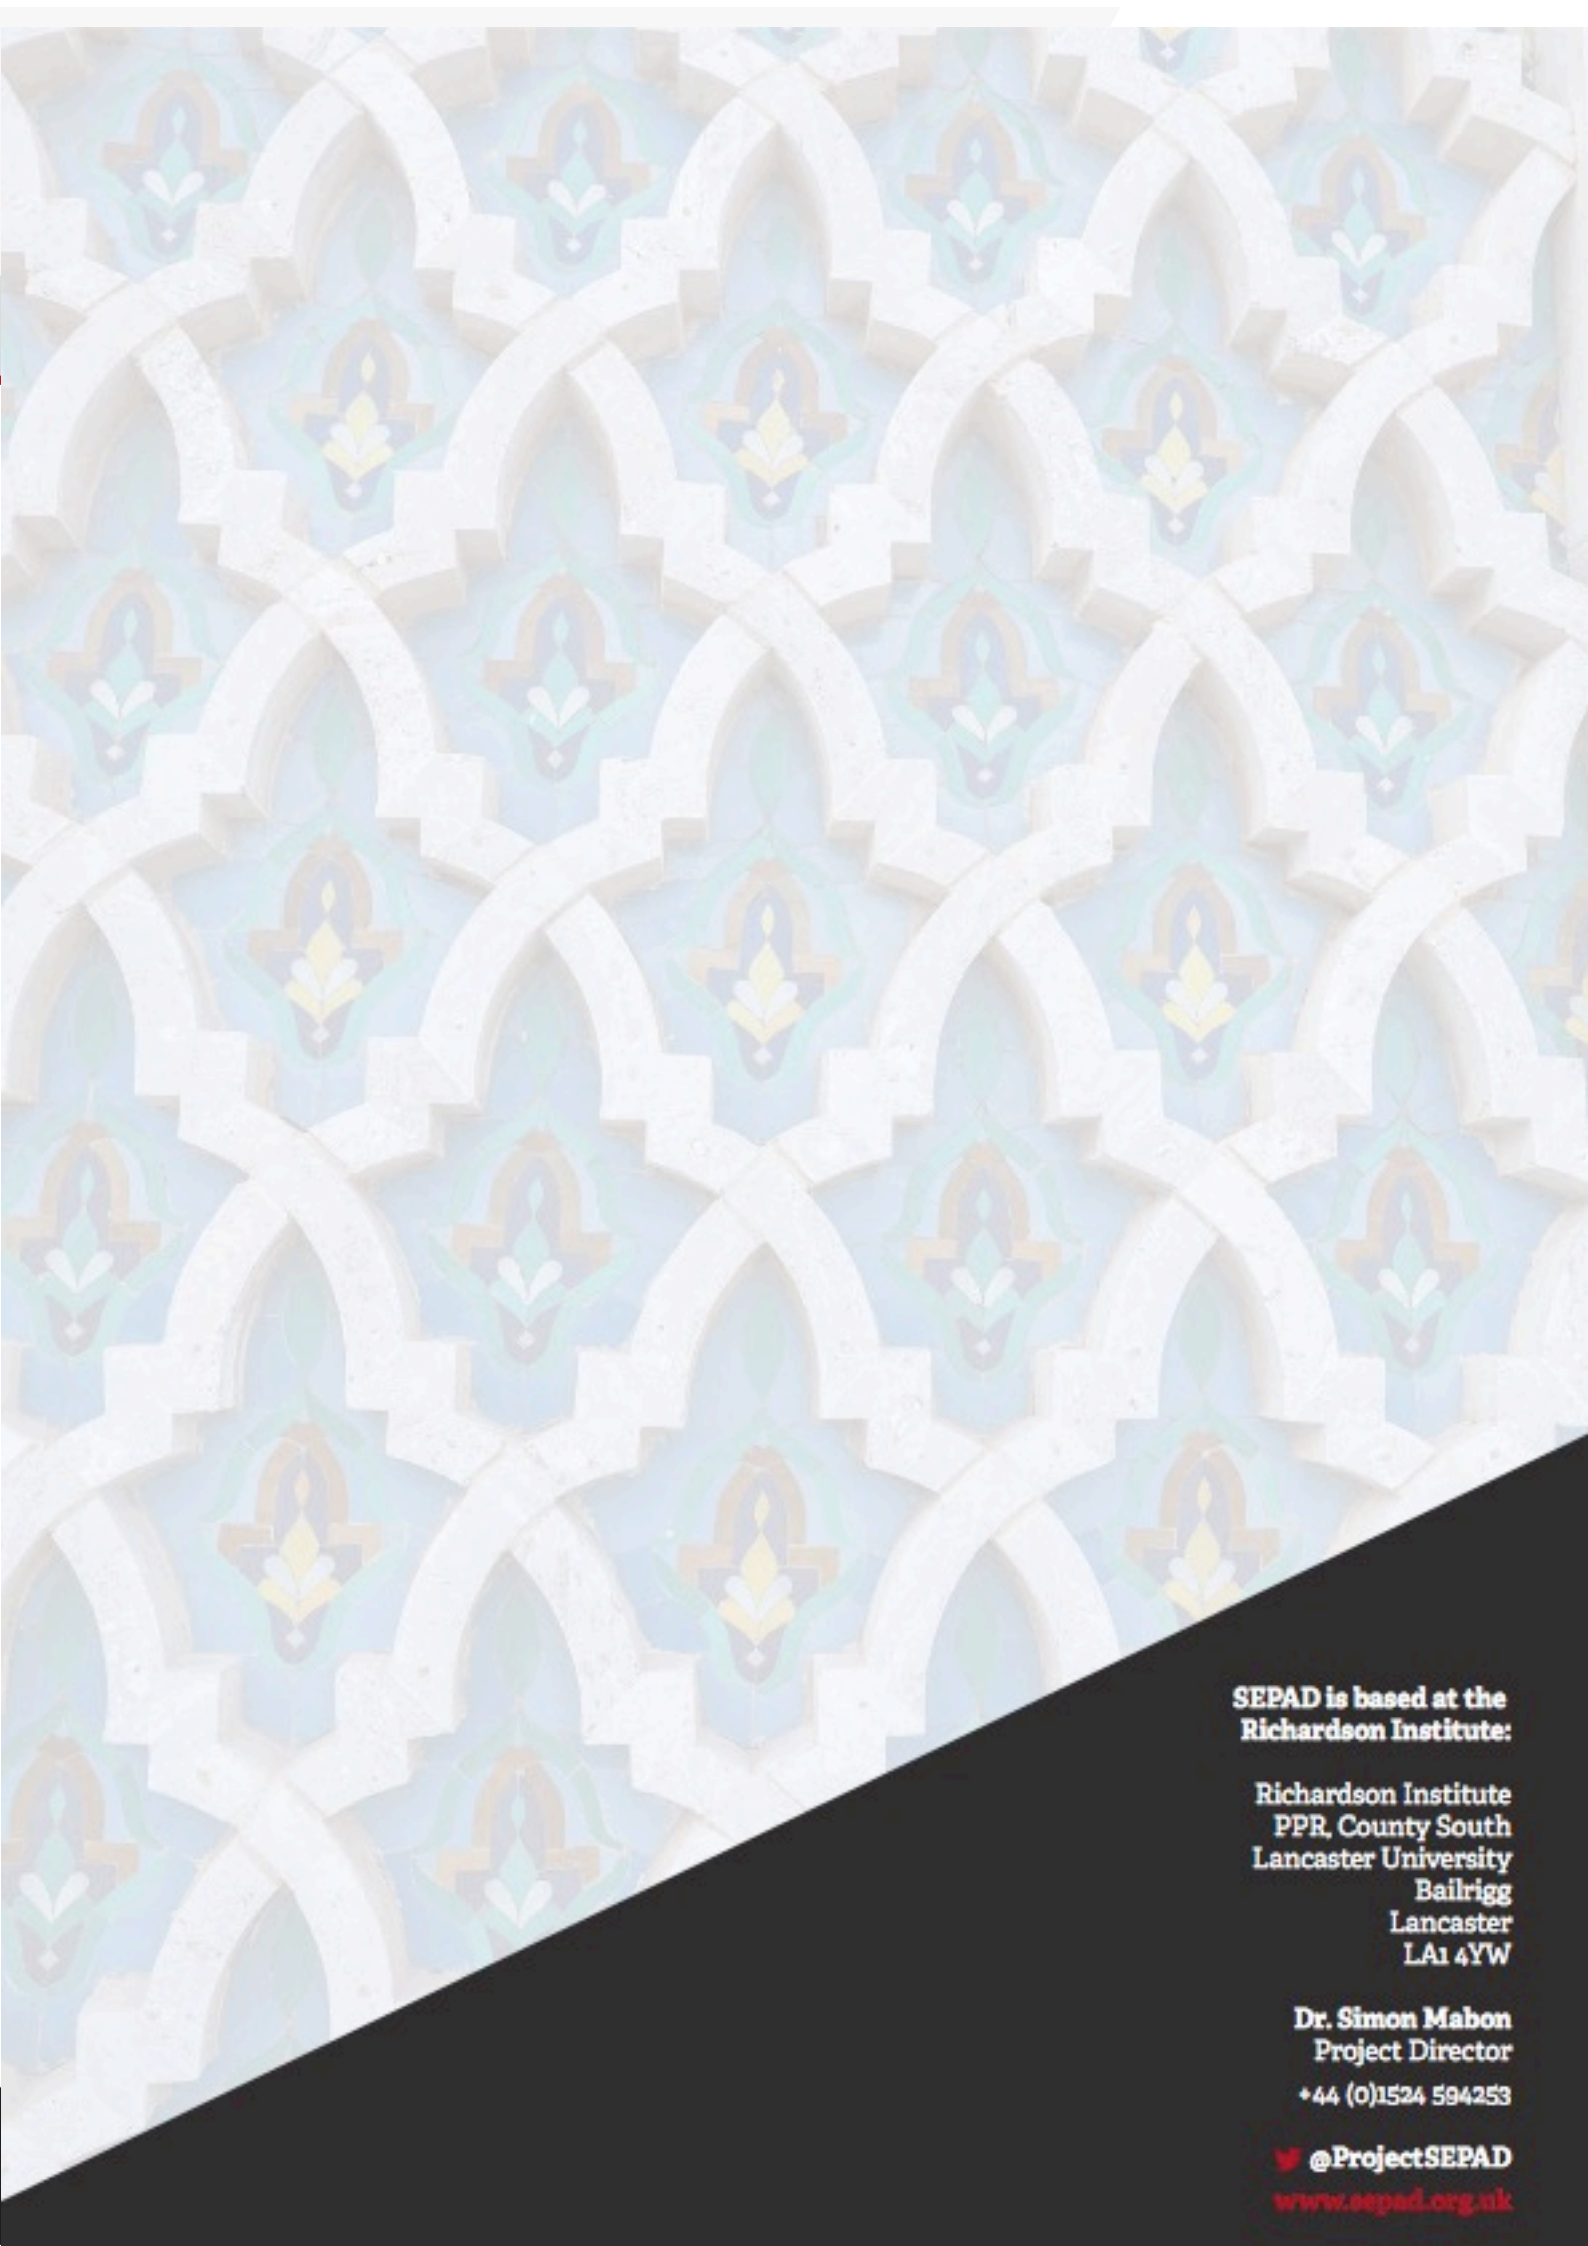 SEPAD is based at the
Richardson Institute:
Richardson Institute
PPR, County South
Lancaster University
Bailrigg
Lancaster
LA1 4YW
Dr. Simon Mabon
Project Director
+44 (0)1524 594253
@ProjectSEPAD
www.sepad.org.uk